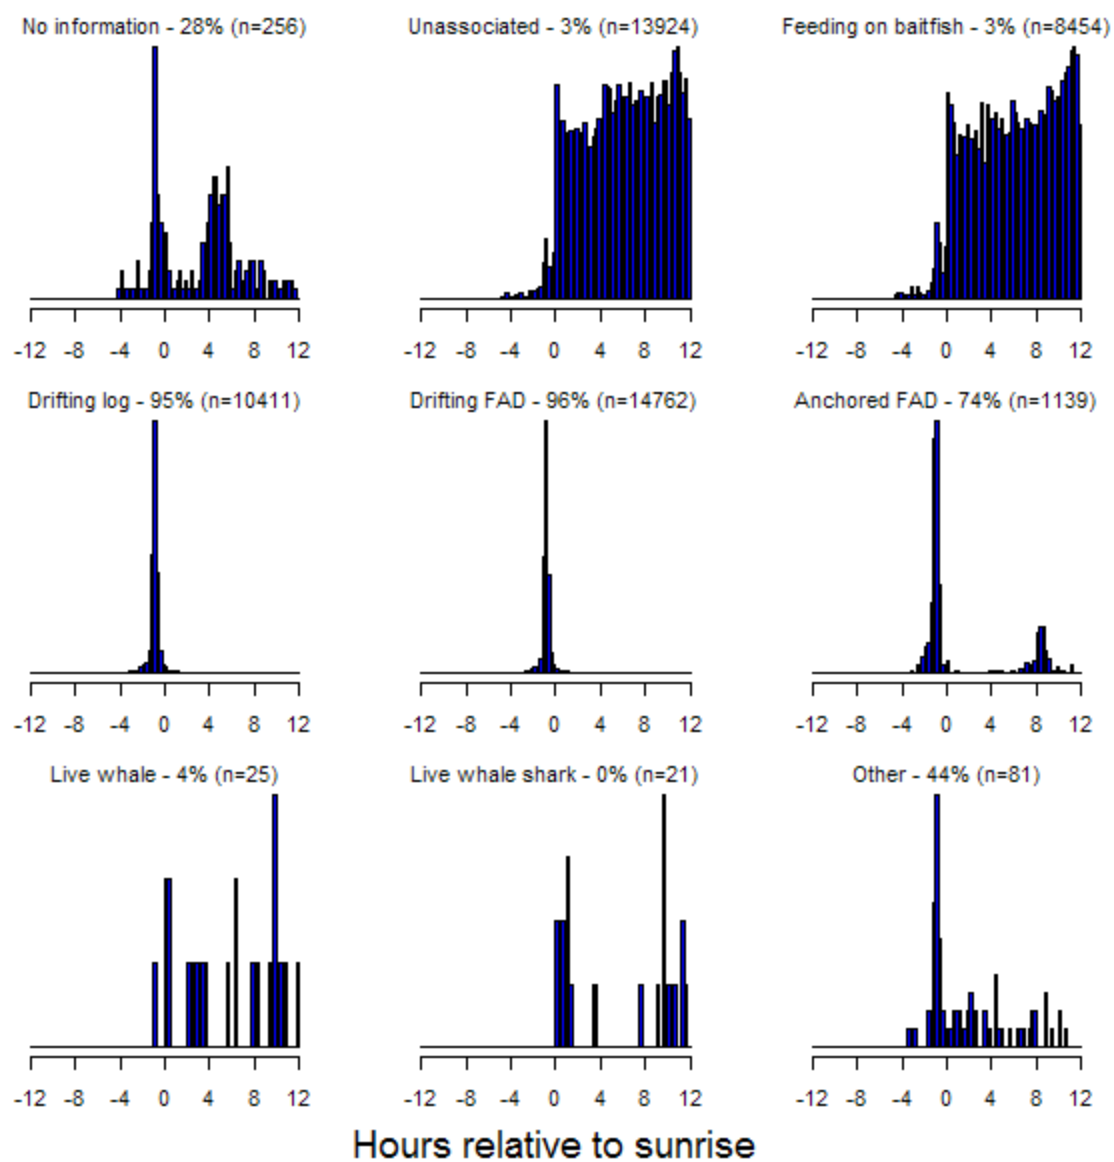 No information - 28% (n=256)
Unassociated - 3% (n=13924)
Feeding on baitfish - 3% (n=8454)
-12 -8 -4 0 4 8 12
-12 -8 -4 0 4 8 12
-12 -8 -4 0 4 8 12
Drifting log - 95% (n=10411)
Drifting FAD - 96% (n=14762)
Anchored FAD - 74% (n=1139)
-12 -8 -4 0 4 8 12
-12 -8 -4 0 4 8 12
-12 -8 -4 0 4 8 12
Live whale - 4% (n=25)
Live whale shark - 0% (n=21)
Other - 44% (n=81)
-12 -8 -4 0 4 8 12
-12 -8 -4 0 4 8 12
-12 -8 -4 0 4 8 12
Hours relative to sunrise